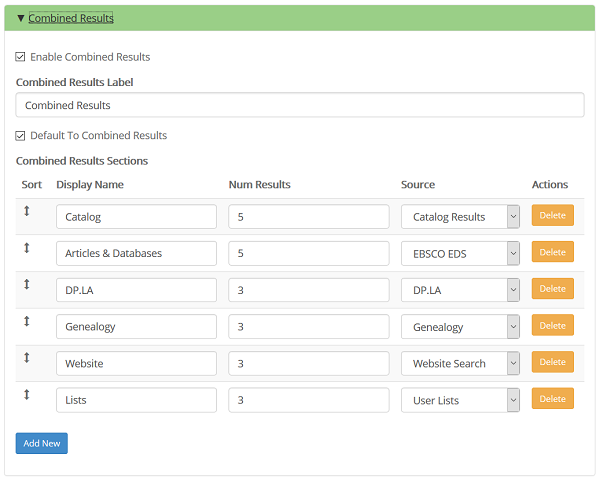 ▼ Combined Results
Enable Combined Results
Combined Results Label
Combined Results
Default To Combined Results
Combined Results Sections
Sort Display Name Num Results Source Actions
Catalog 5 Catalog Results Delete
Articles & Databases 5 EBSCO EDS Delete
DP.LA 3 DP.LA Delete
Genealogy 3 Genealogy Delete
Website 3 Website Search Delete
Lists 3 User Lists Delete
Add New